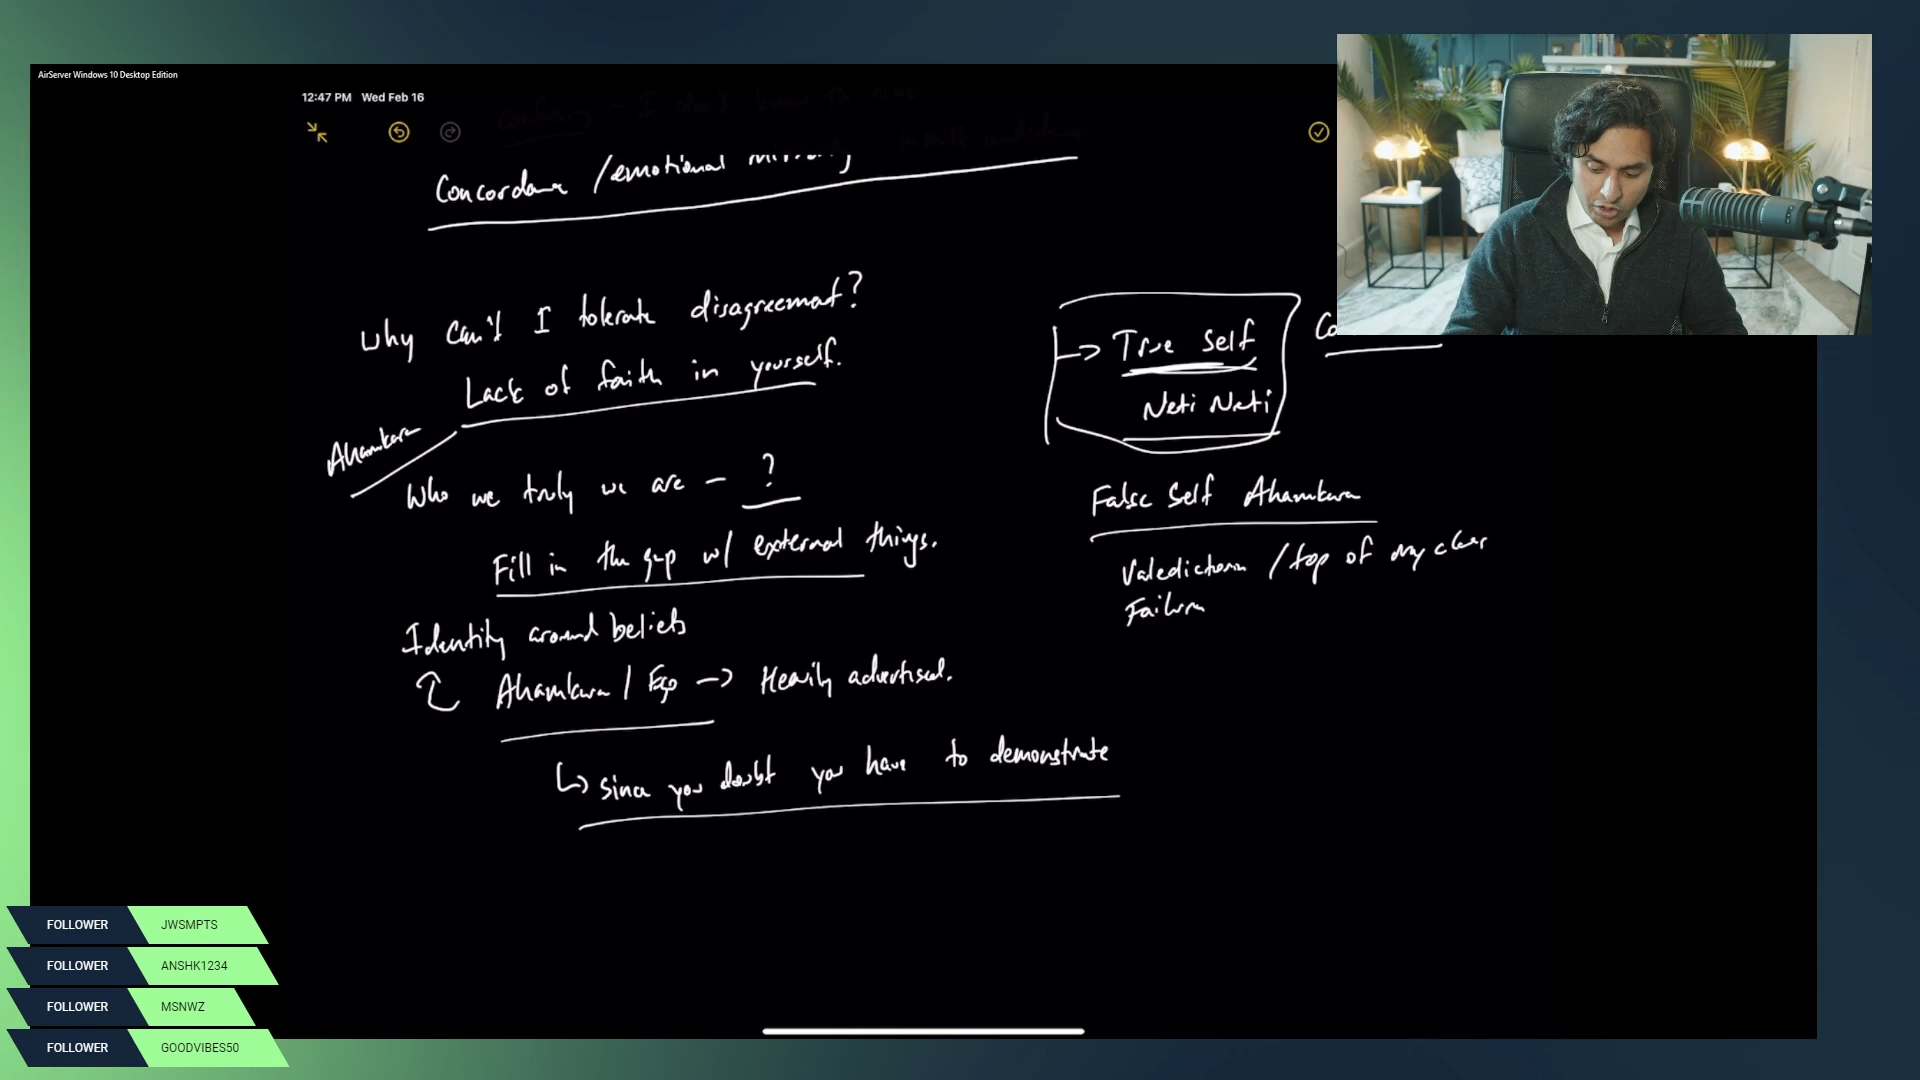 AirServer Windows 10 Desktop Edition
12:47 PM Wed Feb 16
I don't know the
Concordance / emotional
Why can't I tolerate disagreement?
Lack of faith in yourself.
Ahamkara
Who we truly we are - ?
Fill in the gap w/ external things.
Identity around beliefs
Ahamkara / Ego -> Heavily advertised.
↳ Since you doubt you have to demonstrate
-> True Self
Neti Neti
False Self Ahamkara
Valedictorian / top of my class
Failure
FOLLOWER JWSMPTS
FOLLOWER ANSHK1234
FOLLOWER MSNWZ
FOLLOWER GOODVIBES50